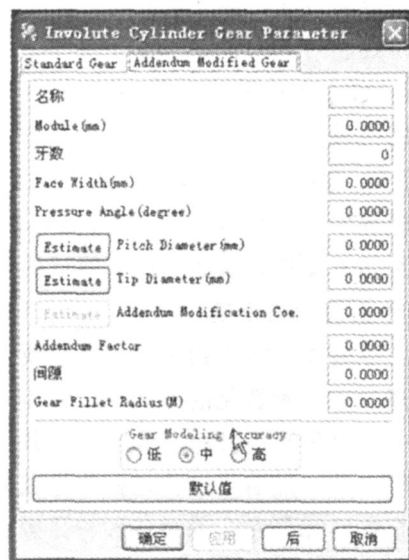 Involute Cylinder Gear Parameter
Standard Gear Addendum Modified Gear
名称
Module(mm) 0.0000
牙数 0
Face Width(mm) 0.0000
Pressure Angle(degree) 0.0000
Estimate Pitch Diameter(mm) 0.0000
Estimate Tip Diameter(mm) 0.0000
Estimate Addendum Modification Coe. 0.0000
Addendum Factor 0.0000
间隙 0.0000
Gear Fillet Radius(M) 0.0000
Gear Modeling Accuracy
低 中 高
默认值
确定 应用 后 取消